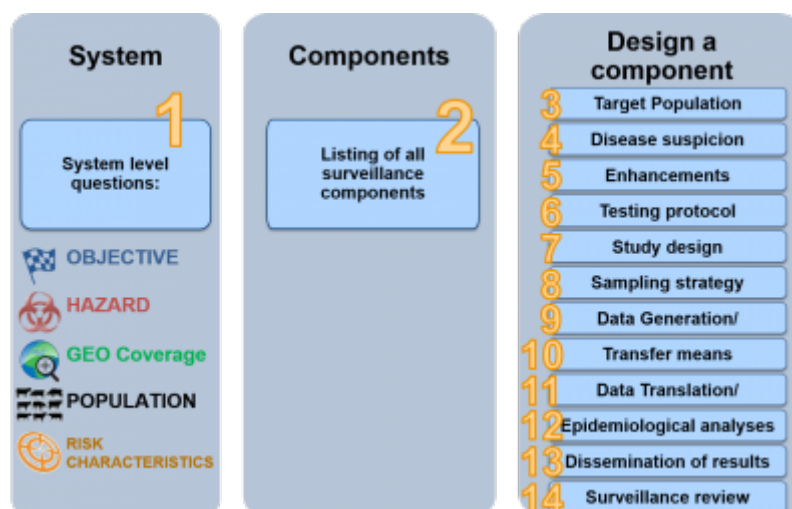 System
1
System level
questions:
OBJECTIVE
HAZARD
GEO Coverage
POPULATION
RISK
CHARACTERISTICS
Components
2
Listing of all
surveillance
components
Design a
component
3 Target Population
4 Disease suspicion
5 Enhancements
6 Testing protocol
7 Study design
8 Sampling strategy
9 Data Generation/
10 Transfer means
11 Data Translation/
12 Epidemiological analyses
13 Dissemination of results
14 Surveillance review